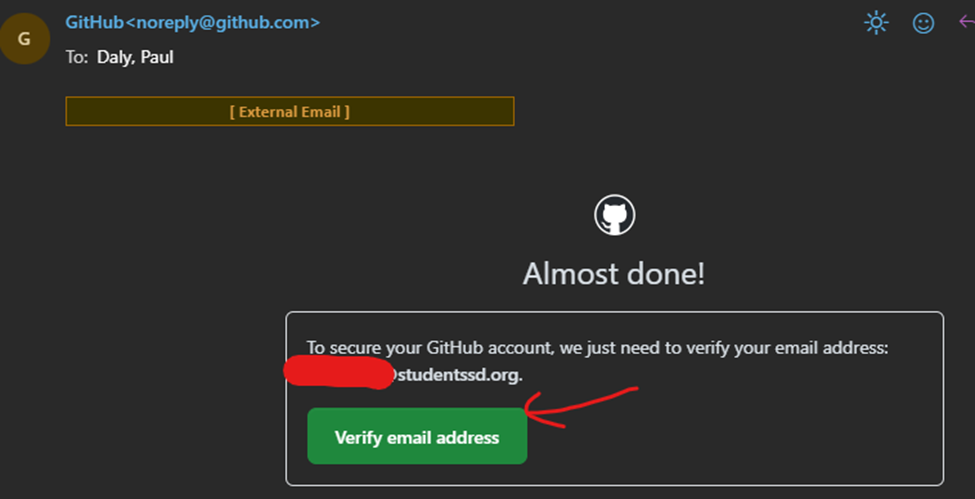 G
GitHub<noreply@github.com>
To: Daly, Paul
[ External Email ]
Almost done!
To secure your GitHub account, we just need to verify your email address:
@studentssd.org.
Verify email address